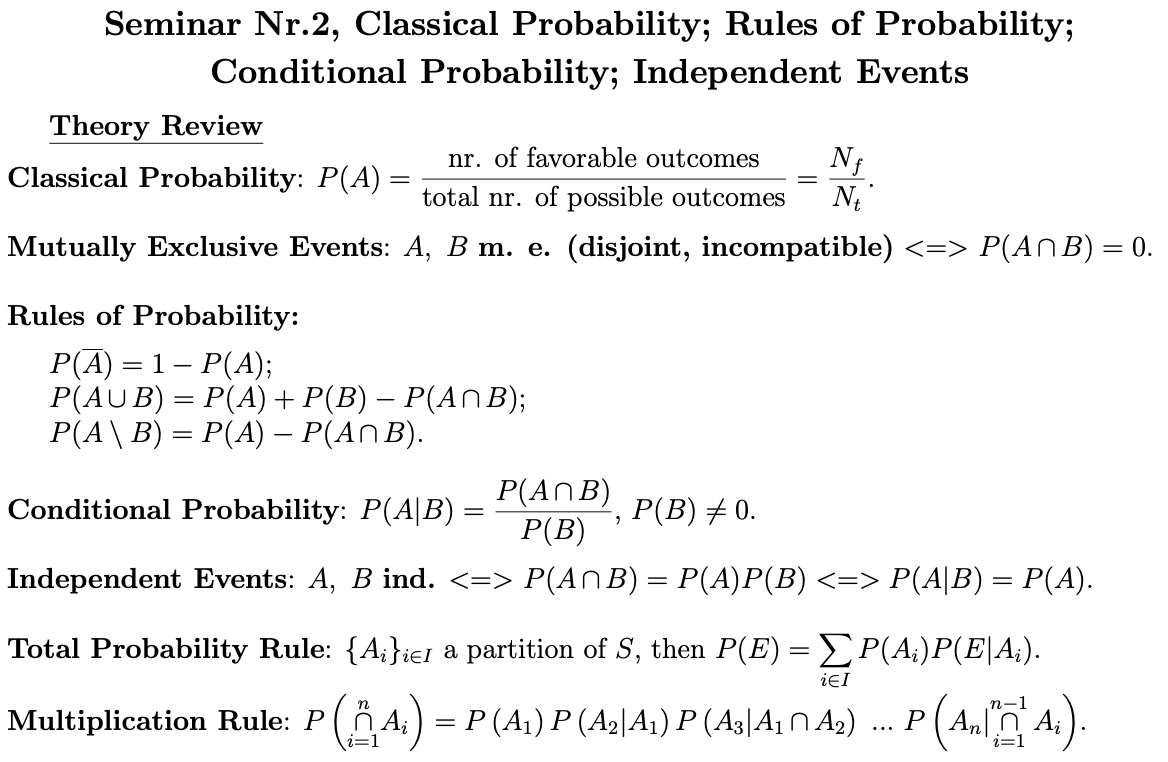 Seminar Nr.2, Classical Probability; Rules of Probability;
Conditional Probability; Independent Events
Theory Review
Classical Probability: P(A) = nr. of favorable outcomes / total nr. of possible outcomes = N_f / N_t.
Mutually Exclusive Events: A, B m. e. (disjoint, incompatible) <=> P(A ∩ B) = 0.
Rules of Probability:
P(A̅) = 1 − P(A);
P(A ∪ B) = P(A) + P(B) − P(A ∩ B);
P(A \ B) = P(A) − P(A ∩ B).
Conditional Probability: P(A|B) = P(A ∩ B) / P(B), P(B) ≠ 0.
Independent Events: A, B ind. <=> P(A ∩ B) = P(A)P(B) <=> P(A|B) = P(A).
Total Probability Rule: {A_i}_{i∈I} a partition of S, then P(E) = ∑_{i∈I} P(A_i)P(E|A_i).
Multiplication Rule: P (∩_{i=1}^{n} A_i) = P (A_1) P (A_2|A_1) P (A_3|A_1 ∩ A_2) ... P (A_n| ∩_{i=1}^{n−1} A_i).